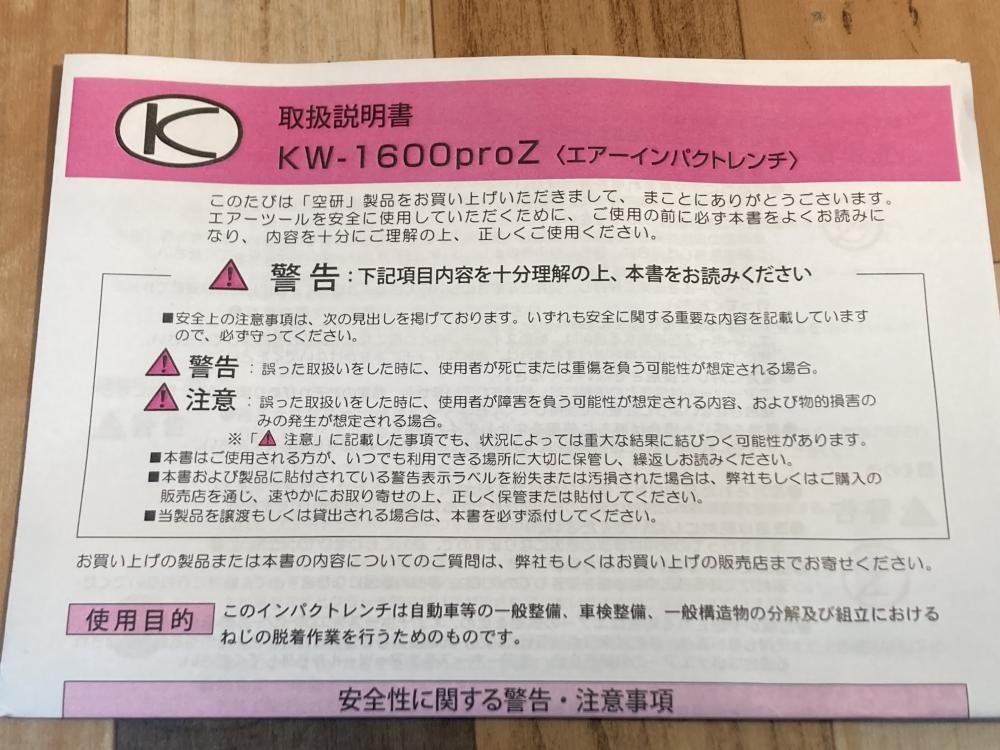 K
取扱説明書
KW-1600proZ〈エアーインパクトレンチ〉
このたびは「空研」製品をお買い上げいただきまして、まことにありがとうございます。
エアーツールを安全に使用していただくために、ご使用の前に必ず本書をよくお読みに
なり、内容を十分にご理解の上、正しくご使用ください。
警告:下記項目内容を十分理解の上、本書をお読みください
■安全上の注意事項は、次の見出しを掲げております。いずれも安全に関する重要な内容を記載しています
ので、必ず守ってください。
警告:誤った取扱いをした時に、使用者が死亡または重傷を負う可能性が想定される場合。
注意:誤った取扱いをした時に、使用者が障害を負う可能性が想定される内容、および物的損害の
みの発生が想定される場合。
※「⚠注意」に記載した事項でも、状況によっては重大な結果に結びつく可能性があります。
■本書はご使用される方が、いつでも利用できる場所に大切に保管し、繰返しお読みください。
■本書および製品に貼付されている警告表示ラベルを紛失または汚損された場合は、弊社もしくはご購入の
販売店を通じ、速やかにお取り寄せの上、正しく保管または貼付してください。
■当製品を譲渡もしくは貸出される場合は、本書を必ず添付してください。
お買い上げの製品または本書の内容についてのご質問は、弊社もしくはお買い上げの販売店までお寄せください。
使用目的 このインパクトレンチは自動車等の一般整備、車検整備、一般構造物の分解及び組立における
ねじの脱着作業を行うためのものです。
安全性に関する警告・注意事項